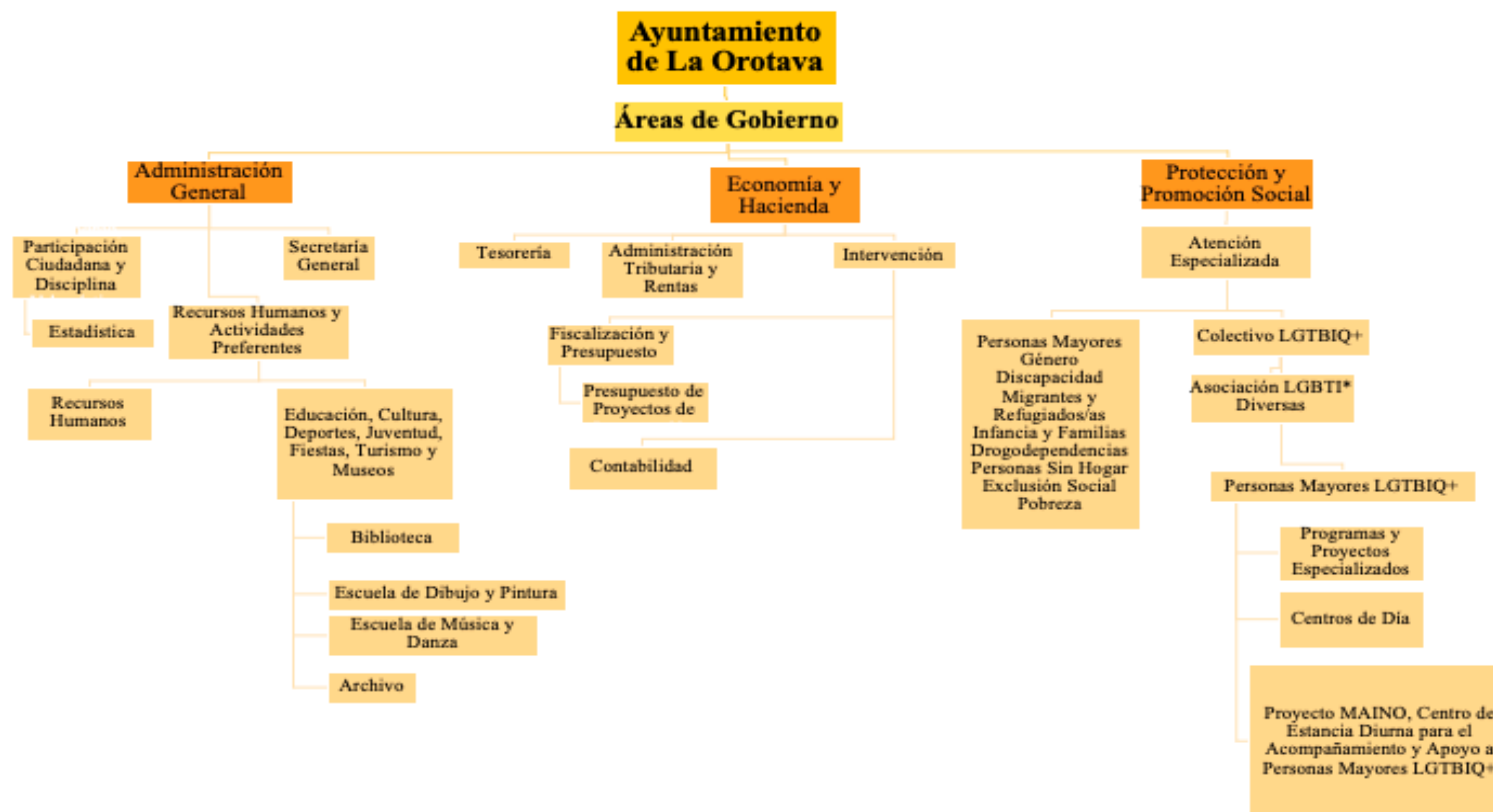 Ayuntamiento
de La Orotava
Áreas de Gobierno
Administración
General
Participación
Ciudadana y
Disciplina
Estadística
Secretaría
General
Recursos Humanos y
Actividades
Preferentes
Recursos
Humanos
Educación, Cultura,
Deportes, Juventud,
Fiestas, Turismo y
Museos
Biblioteca
Escuela de Dibujo y Pintura
Escuela de Música y
Danza
Archivo
Economía y
Hacienda
Tesorería
Administración
Tributaria y
Rentas
Intervención
Fiscalización y
Presupuesto
Presupuesto de
Proyectos de
Contabilidad
Protección y
Promoción Social
Atención
Especializada
Personas Mayores
Género
Discapacidad
Migrantes y
Refugiados/as
Infancia y Familias
Drogodependencias
Personas Sin Hogar
Exclusión Social
Pobreza
Colectivo LGTBIQ+
Asociación LGBTI*
Diversas
Personas Mayores LGTBIQ+
Programas y
Proyectos
Especializados
Centros de Día
Proyecto MAINO, Centro de
Estancia Diurna para el
Acompañamiento y Apoyo a
Personas Mayores LGTBIQ+